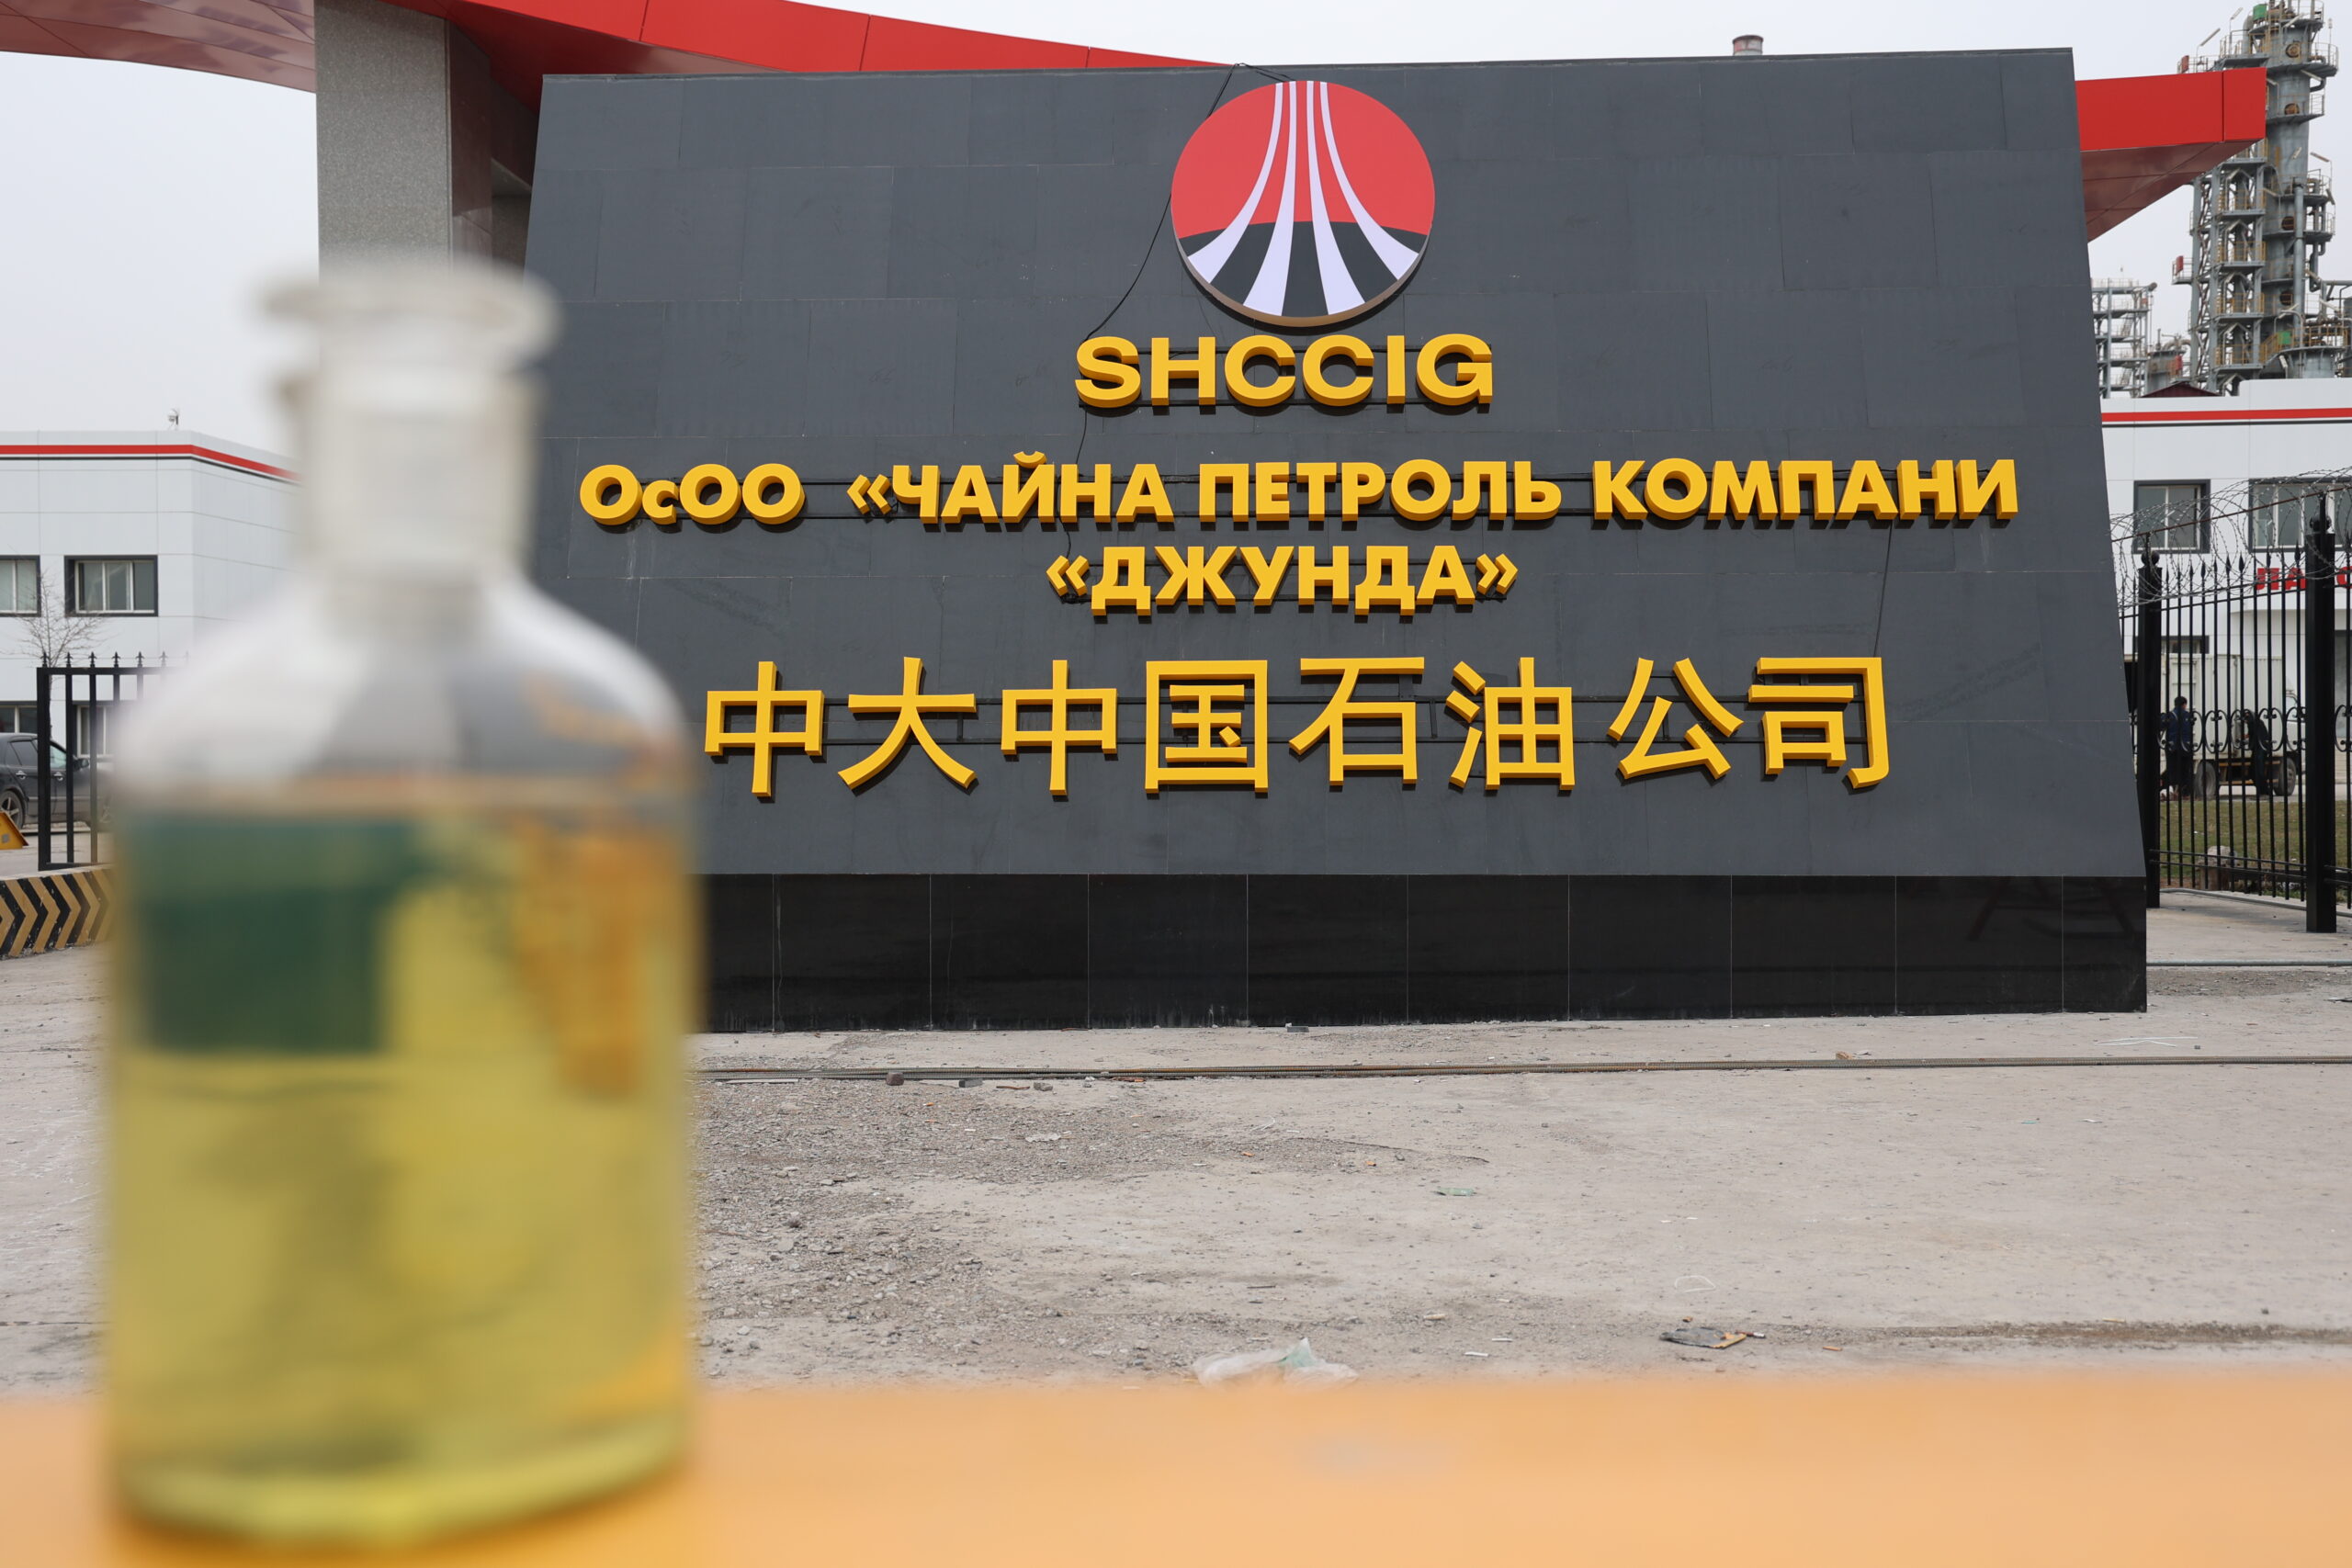 SHCCIG
ОсОО «ЧАЙНА ПЕТРОЛЬ КОМПАНИ
«ДЖУНДА»
中大中国石油公司